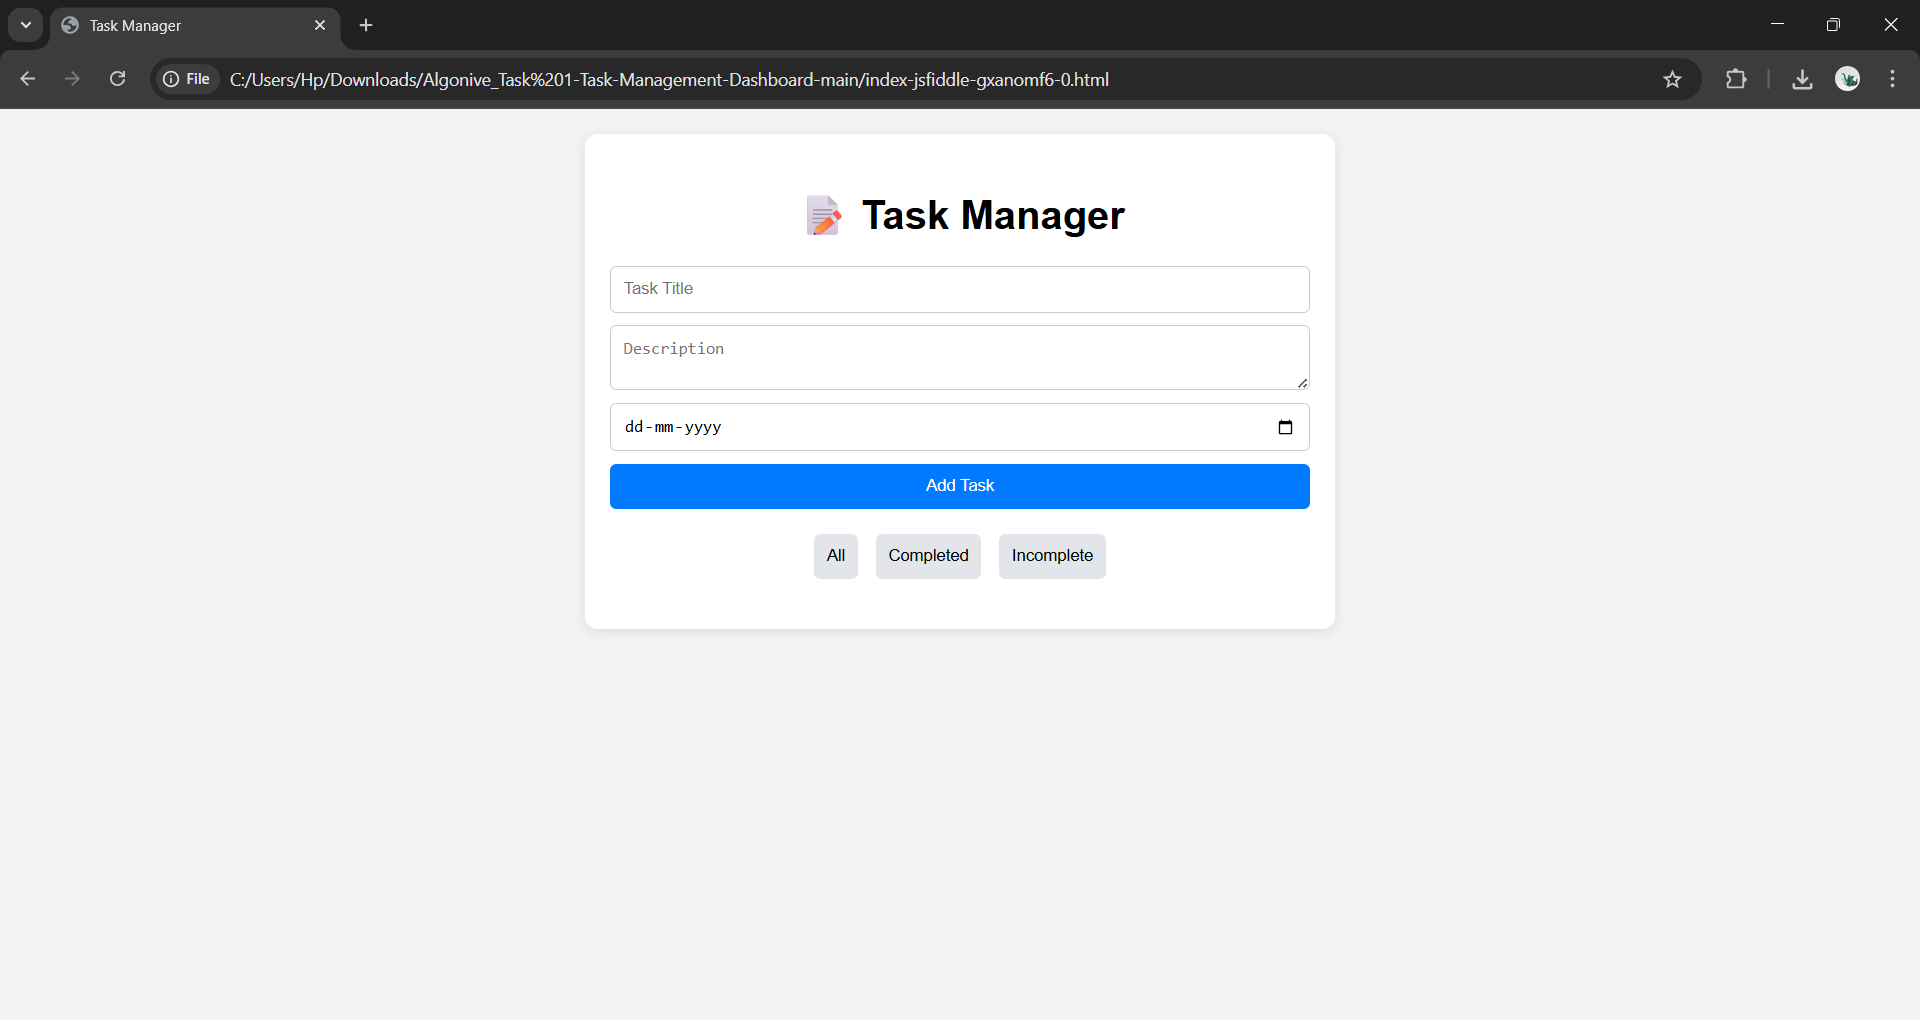 Task Manager
File
C:/Users/Hp/Downloads/Algonive_Task%201-Task-Management-Dashboard-main/index-jsfiddle-gxanomf6-0.html
Task Manager
Task Title
Description
dd-mm-yyyy
Add Task
All Completed Incomplete